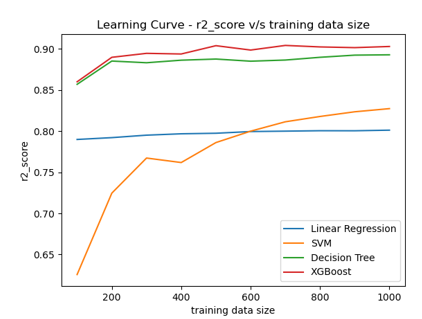 Learning Curve - r2_score v/s training data size
0.90
0.85
0.80
0.75
0.70
0.65
r2_score
200
400
600
800
1000
training data size
Linear Regression
SVM
Decision Tree
XGBoost